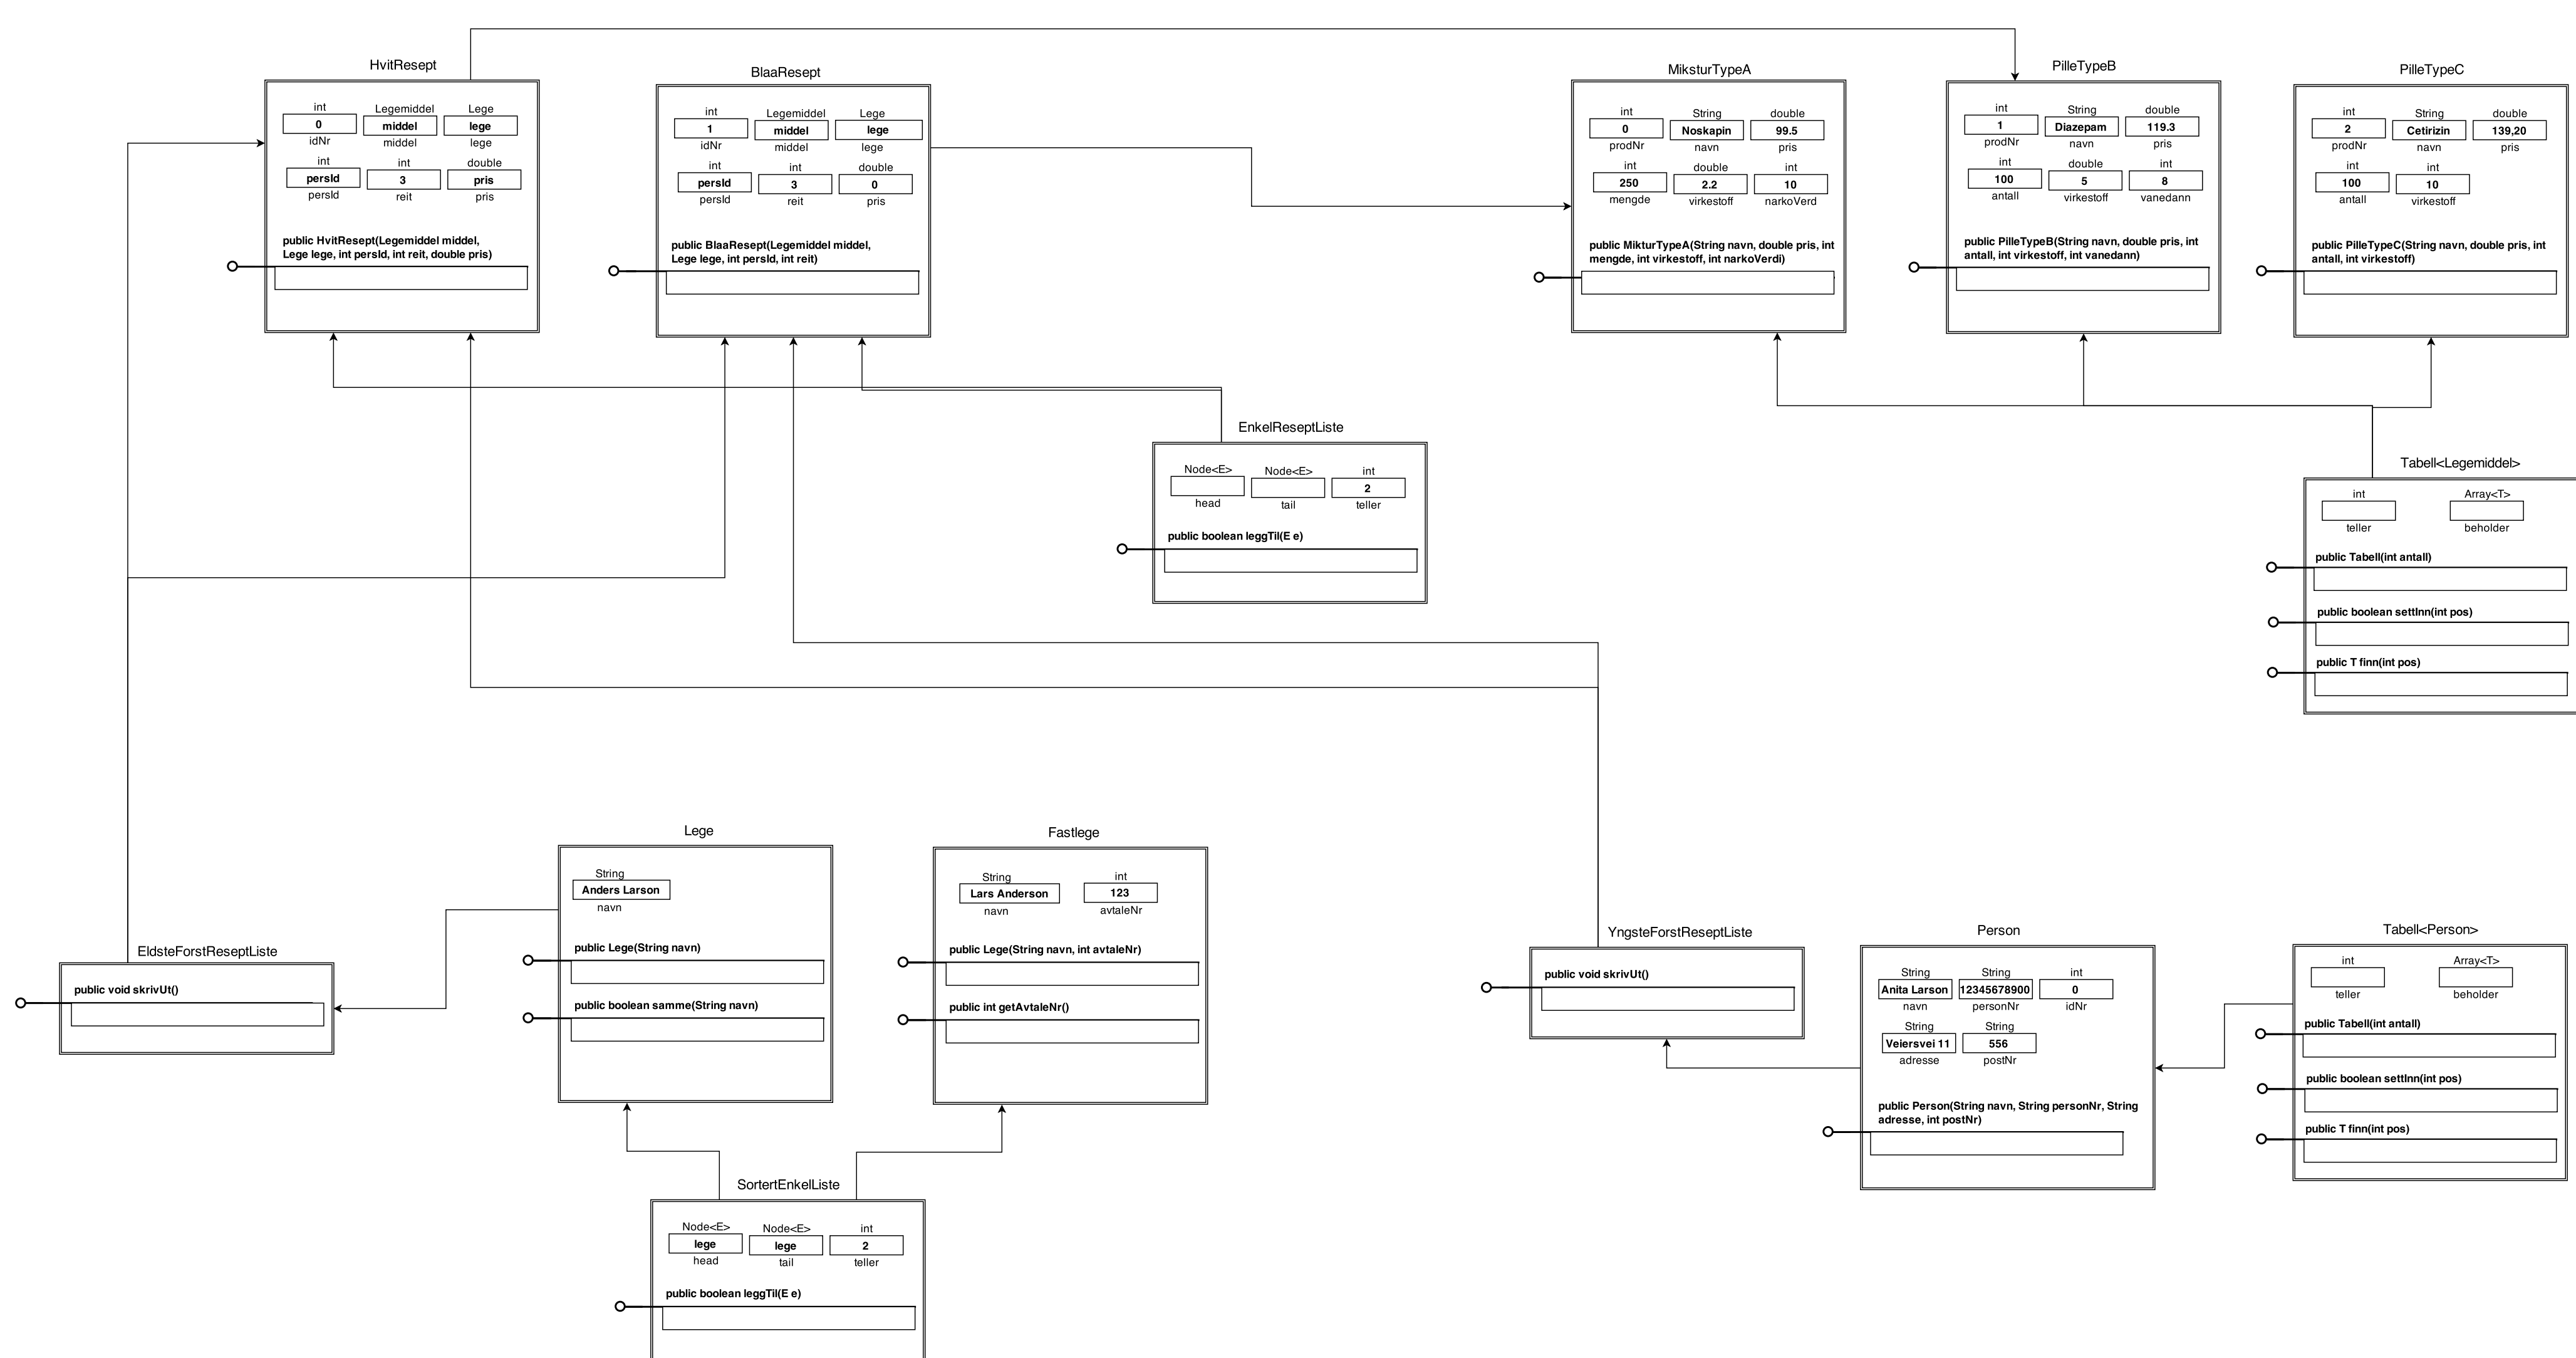 HvitResept
int Legemiddel Lege
0 middel lege
idNr middel lege
int int double
persId 3 pris
persId reit pris
public HvitResept(Legemiddel middel,
Lege lege, int persId, int reit, double pris)
BlaaResept
int Legemiddel Lege
1 middel lege
idNr middel lege
int int double
persId 3 0
persId reit pris
public BlaaResept(Legemiddel middel,
Lege lege, int persId, int reit)
MiksturTypeA
int String double
0 Noskapin 99.5
prodNr navn pris
int double int
250 2.2 10
mengde virkestoff narkoVerd
public MikturTypeA(String navn, double pris, int
mengde, int virkestoff, int narkoVerdi)
PilleTypeB
int String double
1 Diazepam 119.3
prodNr navn pris
int double int
100 5 8
antall virkestoff vanedann
public PilleTypeB(String navn, double pris, int
antall, int virkestoff, int vanedann)
PilleTypeC
int String double
2 Cetirizin 139,20
prodNr navn pris
int int
100 10
antall virkestoff
public PilleTypeC(String navn, double pris, int
antall, int virkestoff)
EnkelReseptListe
Node<E> Node<E> int
2
head tail teller
public boolean leggTil(E e)
Tabell<Legemiddel>
int Array<T>
teller beholder
public Tabell(int antall)
public boolean settInn(int pos)
public T finn(int pos)
EldsteForstReseptListe
public void skrivUt()
Lege
String
Anders Larson
navn
public Lege(String navn)
public boolean samme(String navn)
Fastlege
String int
Lars Anderson 123
navn avtaleNr
public Lege(String navn, int avtaleNr)
public int getAvtaleNr()
YngsteForstReseptListe
public void skrivUt()
Person
String String int
Anita Larson 12345678900 0
navn personNr idNr
String String
Veiersvei 11 556
adresse postNr
public Person(String navn, String personNr, String
adresse, int postNr)
Tabell<Person>
int Array<T>
teller beholder
public Tabell(int antall)
public boolean settInn(int pos)
public T finn(int pos)
SortertEnkelListe
Node<E> Node<E> int
lege lege 2
head tail teller
public boolean leggTil(E e)